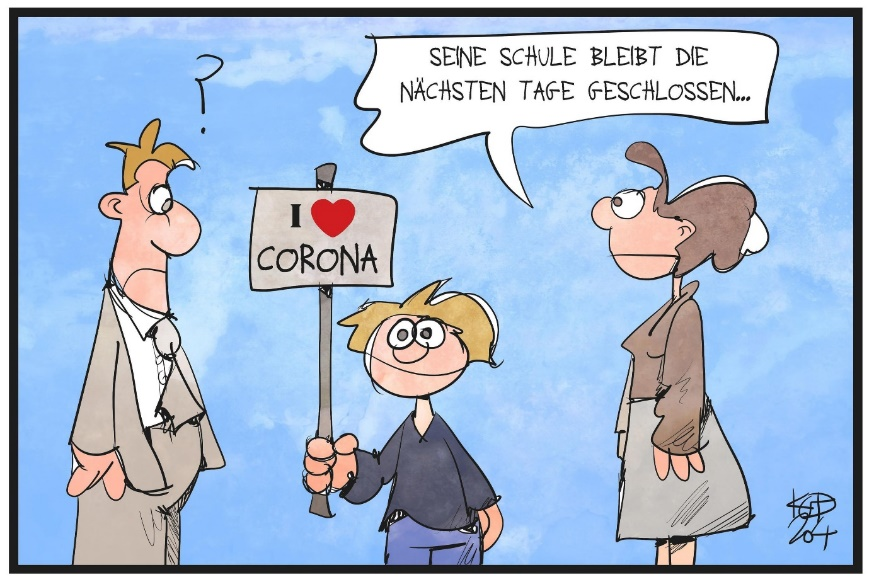 ?
SEINE SCHULE BLEIBT DIE
NÄCHSTEN TAGE GESCHLOSSEN...
I ❤
CORONA